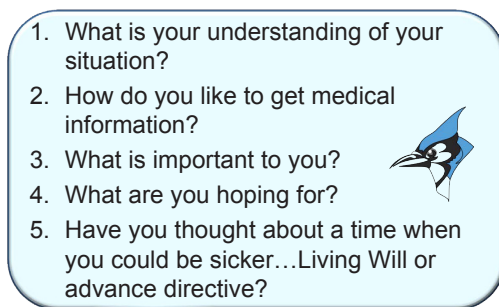 1. What is your understanding of your
situation?
2. How do you like to get medical
information?
3. What is important to you?
4. What are you hoping for?
5. Have you thought about a time when
you could be sicker…Living Will or
advance directive?